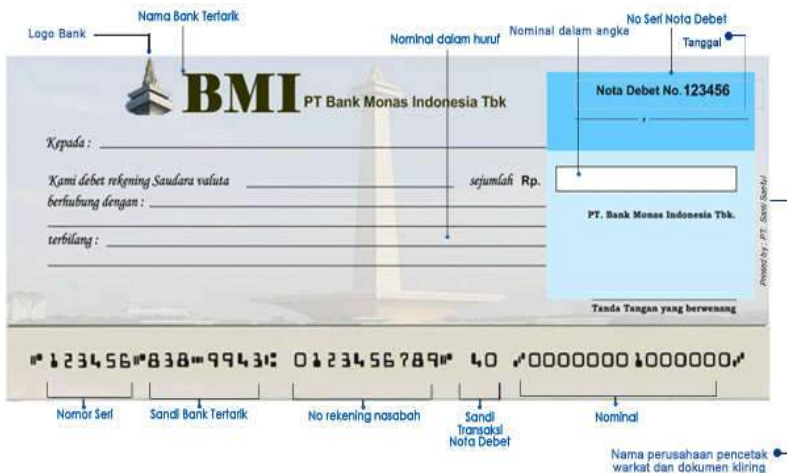 Nama Bank Tertarik
No Seri Nota Debet
Logo Bank
Nominal dalam huruf
Nominal dalam angka
Tanggal
BMI PT Bank Monas Indonesia Tbk
Nota Debet No. 123456
,
Kepada :
Kami debet rekening Saudara valuta sejumlah Rp.
berhubung dengan :
PT. Bank Monas Indonesia Tbk.
terbilang :
Printed by : PT. Santi Santul
Tanda Tangan yang berwenang
⑈123456⑈838⑉9943⑆ 0123456789⑈ 40 ⑇00000001000000⑇
Nomor Seri
Sandi Bank Tertarik
No rekening nasabah
Sandi
Transaksi
Nota Debet
Nominal
Nama perusahaan pencetak
warkat dan dokumen kliring